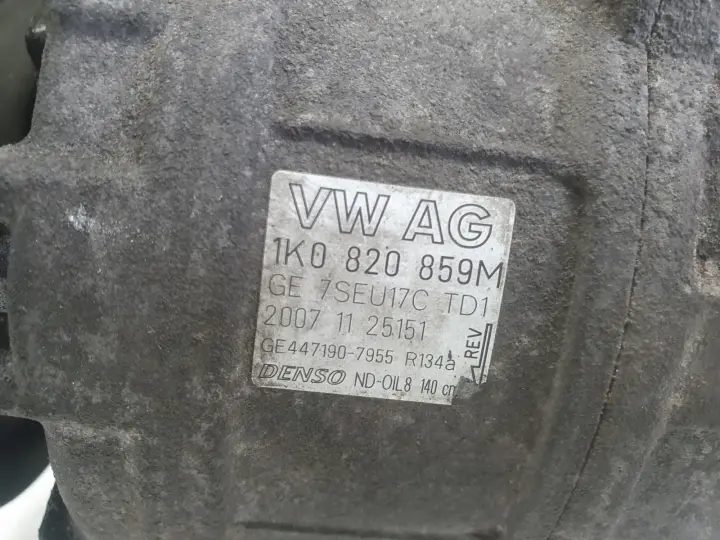 VW AG
1K0 820 859M
GE 7SEU17C TD1
2007 11 25151
GE447190-7955 R134a
DENSO ND-OIL8 140 cm
REV